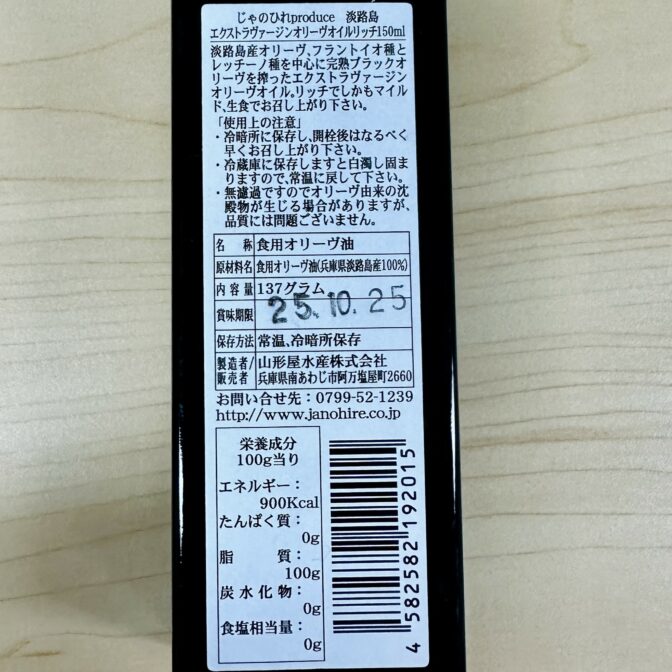 じゃのひれproduce 淡路島
エクストラヴァージンオリーヴオイルリッチ150ml
淡路島産オリーヴ、フラントイオ種と
レッチーノ種を中心に完熟ブラックオ
リーヴを搾ったエクストラヴァージン
オリーヴオイル。リッチでしかもマイル
ド、生食でお召し上がり下さい。
「使用上の注意」
・冷暗所に保存し、開栓後はなるべく
早くお召し上がり下さい。
・冷蔵庫に保存しますと白濁し固ま
りますので、常温に戻して下さい。
・無濾過ですのでオリーヴ由来の沈
殿物が生じる場合がありますが、
品質には問題ございません。
名 称 食用オリーヴ油
原材料名 食用オリーヴ油(兵庫県淡路島産100%)
内容量 137グラム
賞味期限 25.10.25
保存方法 常温、冷暗所保存
製造者/ 山形屋水産株式会社
販売者 兵庫県南あわじ市阿万塩屋町2660
お問い合せ先：0799-52-1239
http://www.janohire.co.jp
栄養成分
100g当り
エネルギー：
900Kcal
たんぱく質：
0g
脂 質：
100g
炭水化物：
0g
食塩相当量：
0g
4 582582 192015